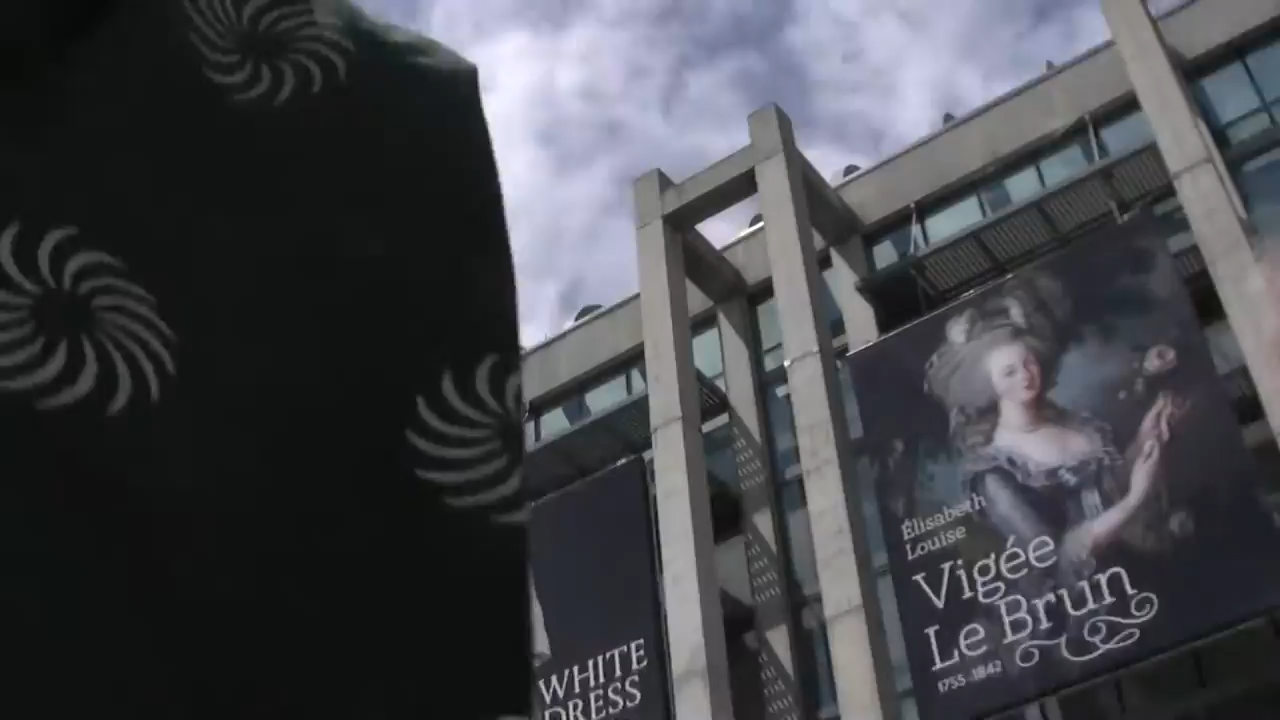 WHITE
DRESS
Élisabeth
Louise
Vigée
Le Brun
1755 1842